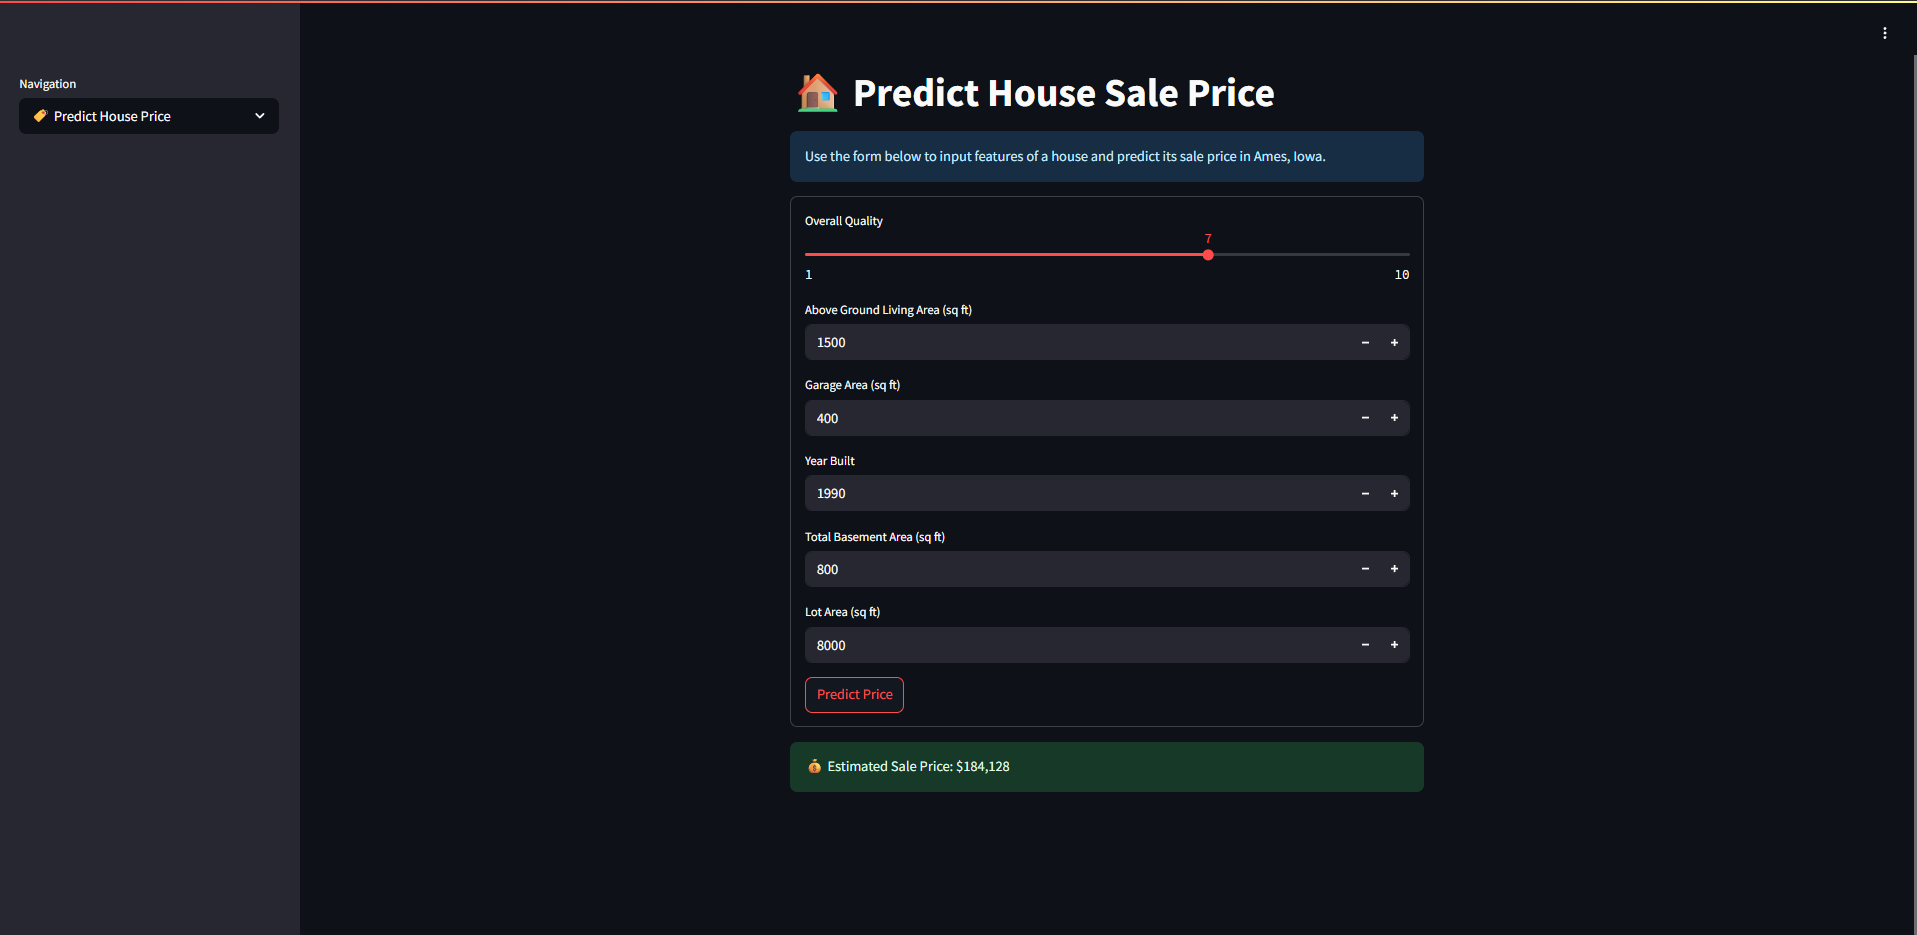 Navigation
Predict House Price
Predict House Sale Price
Use the form below to input features of a house and predict its sale price in Ames, Iowa.
Overall Quality
7
1 10
Above Ground Living Area (sq ft)
1500
Garage Area (sq ft)
400
Year Built
1990
Total Basement Area (sq ft)
800
Lot Area (sq ft)
8000
Predict Price
Estimated Sale Price: $184,128